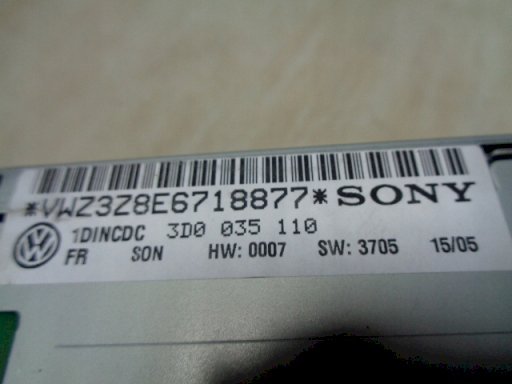 *VWZ3Z8E6718877* SONY
1DINCDC 3D0 035 110
FR SON HW: 0007 SW: 3705 15/05